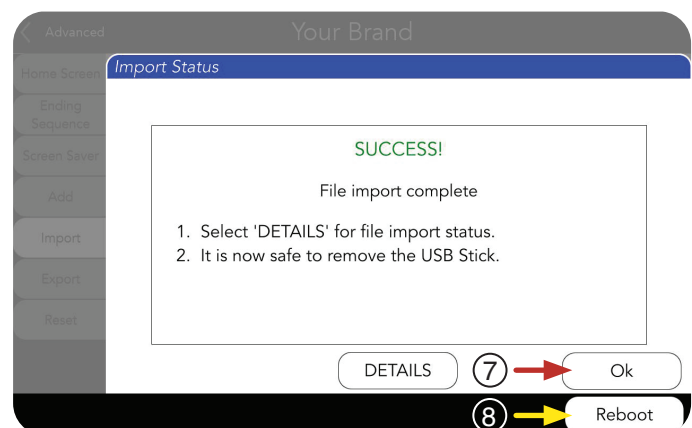 Advanced
Your Brand
Home Screen
Import Status
Ending
Sequence
Screen Saver
Add
Import
Export
Reset
SUCCESS!
File import complete
1. Select 'DETAILS' for file import status.
2. It is now safe to remove the USB Stick.
DETAILS
7
Ok
8
Reboot